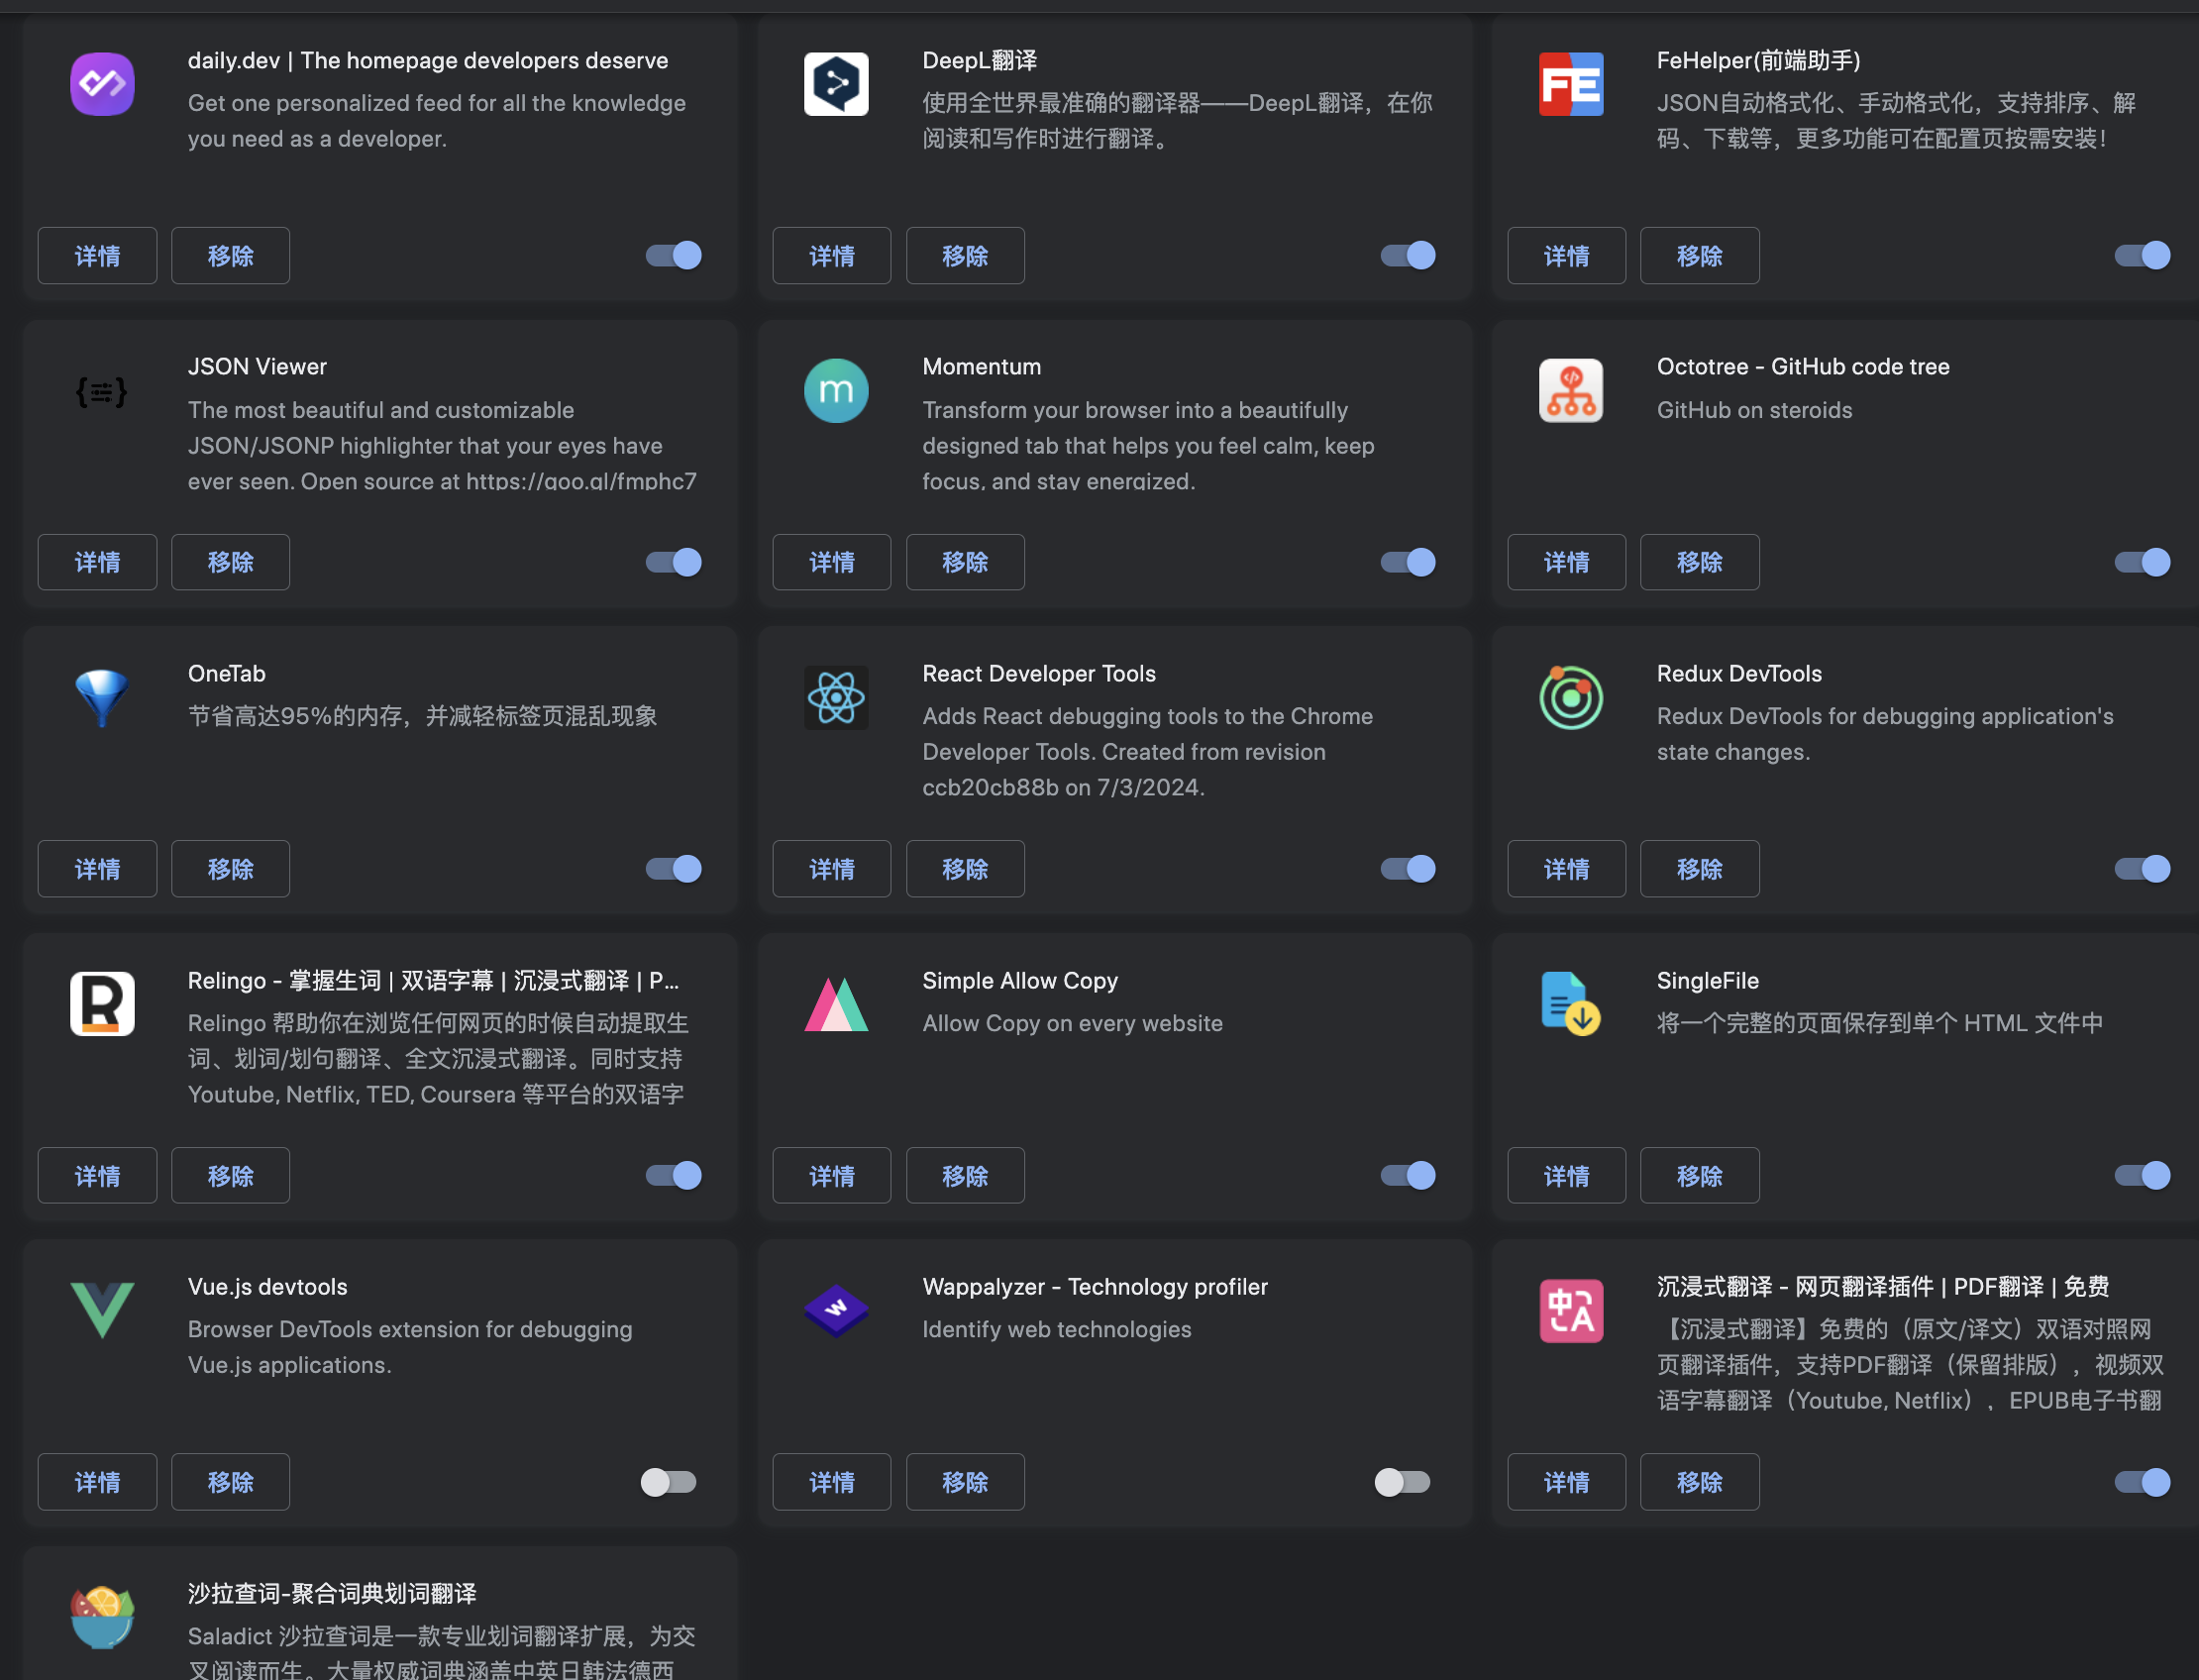 daily.dev | The homepage developers deserve
Get one personalized feed for all the knowledge
you need as a developer.
详情
移除
DeepL翻译
使用全世界最准确的翻译器——DeepL翻译，在你
阅读和写作时进行翻译。
详情
移除
FE
FeHelper(前端助手)
JSON自动格式化、手动格式化，支持排序、解
码、下载等，更多功能可在配置页按需安装！
详情
移除
JSON Viewer
The most beautiful and customizable
JSON/JSONP highlighter that your eyes have
ever seen. Open source at https://goo.gl/fmphc7
详情
移除
m
Momentum
Transform your browser into a beautifully
designed tab that helps you feel calm, keep
focus, and stay energized.
详情
移除
Octotree - GitHub code tree
GitHub on steroids
详情
移除
OneTab
节省高达95%的内存，并减轻标签页混乱现象
详情
移除
React Developer Tools
Adds React debugging tools to the Chrome
Developer Tools. Created from revision
ccb20cb88b on 7/3/2024.
详情
移除
Redux DevTools
Redux DevTools for debugging application's
state changes.
详情
移除
R
Relingo - 掌握生词 | 双语字幕 | 沉浸式翻译 | P...
Relingo 帮助你在浏览任何网页的时候自动提取生
词、划词/划句翻译、全文沉浸式翻译。同时支持
Youtube, Netflix, TED, Coursera 等平台的双语字
详情
移除
Simple Allow Copy
Allow Copy on every website
详情
移除
SingleFile
将一个完整的页面保存到单个 HTML 文件中
详情
移除
Vue.js devtools
Browser DevTools extension for debugging
Vue.js applications.
详情
移除
w
Wappalyzer - Technology profiler
Identify web technologies
详情
移除
中A
沉浸式翻译 - 网页翻译插件 | PDF翻译 | 免费
【沉浸式翻译】免费的（原文/译文）双语对照网
页翻译插件，支持PDF翻译（保留排版），视频双
语字幕翻译（Youtube, Netflix），EPUB电子书翻
详情
移除
沙拉查词-聚合词典划词翻译
Saladict 沙拉查词是一款专业划词翻译扩展，为交
叉阅读而生。大量权威词典涵盖中英日韩法德西